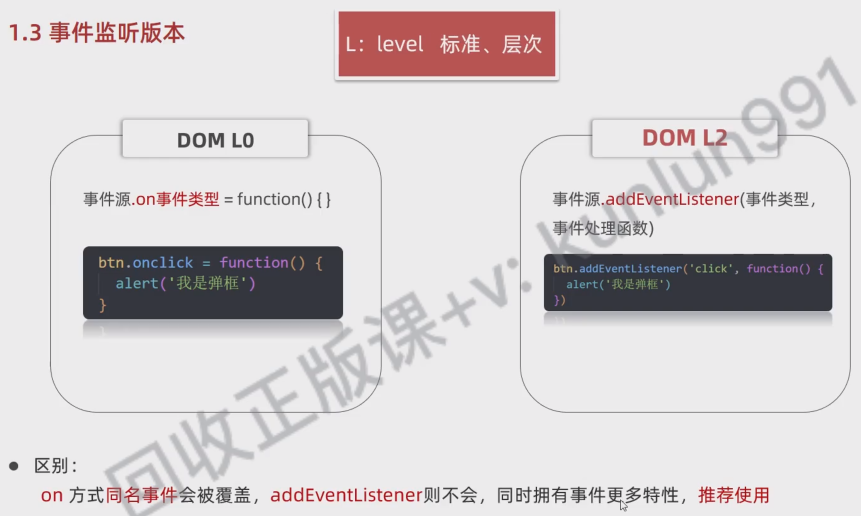 1.3 事件监听版本
L：level 标准、层次
DOM L0
事件源.on事件类型 = function() { }
btn.onclick = function() {
alert('我是弹框')
}
DOM L2
事件源.addEventListener(事件类型，
事件处理函数)
btn.addEventListener('click', function() {
alert('我是弹框')
})
回收正版课+v: kunlun991
● 区别：
on 方式同名事件会被覆盖，addEventListener则不会，同时拥有事件更多特性，推荐使用